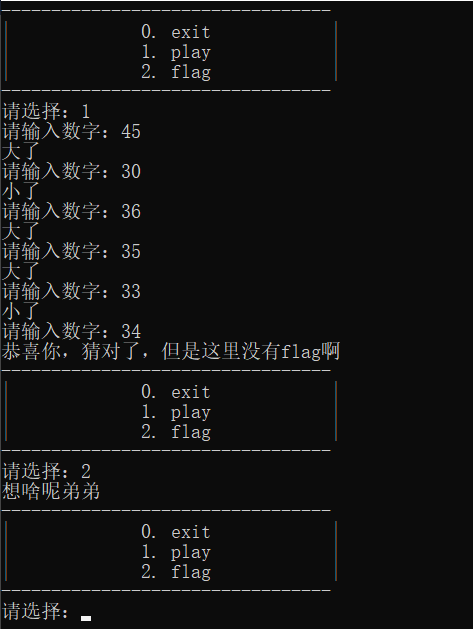 ---------------------------------
|             0. exit            |
|             1. play            |
|             2. flag            |
---------------------------------
请选择：1
请输入数字：45
大了
请输入数字：30
小了
请输入数字：36
大了
请输入数字：35
大了
请输入数字：33
小了
请输入数字：34
恭喜你，猜对了，但是这里没有flag啊
---------------------------------
|             0. exit            |
|             1. play            |
|             2. flag            |
---------------------------------
请选择：2
想啥呢弟弟
---------------------------------
|             0. exit            |
|             1. play            |
|             2. flag            |
---------------------------------
请选择：